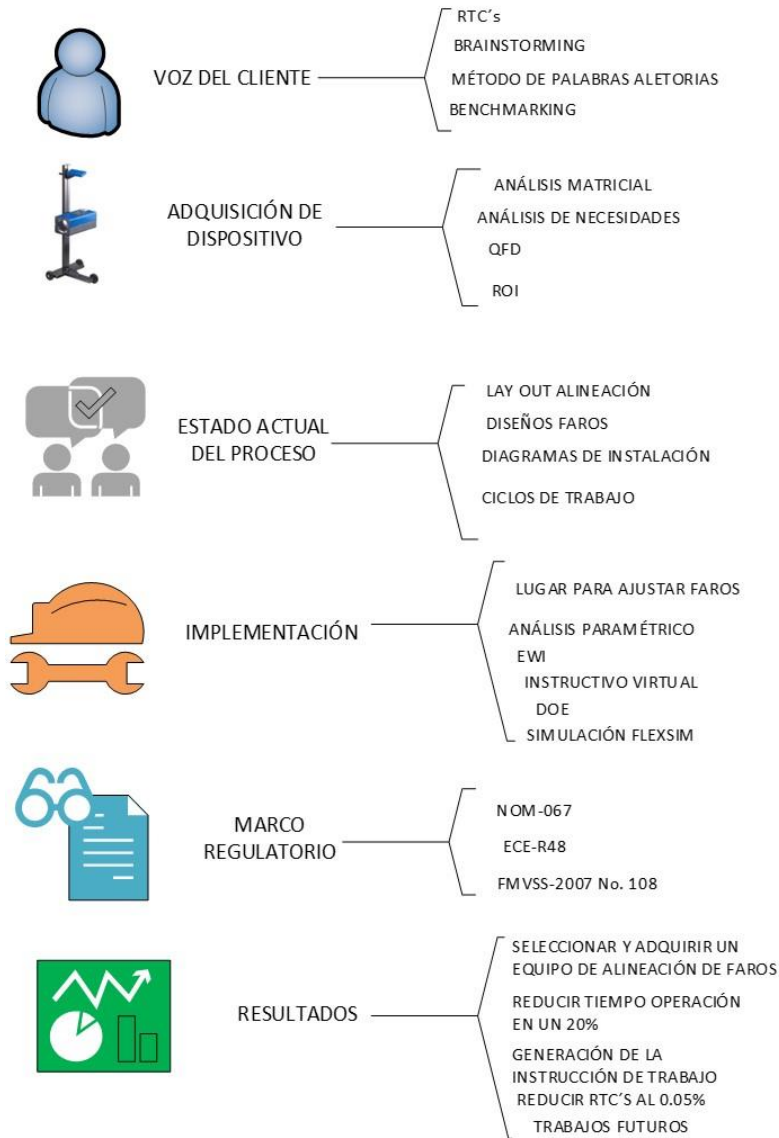 VOZ DEL CLIENTE
RTC´s
BRAINSTORMING
MÉTODO DE PALABRAS ALETORIAS
BENCHMARKING
ADQUISICIÓN DE
DISPOSITIVO
ANÁLISIS MATRICIAL
ANÁLISIS DE NECESIDADES
QFD
ROI
ESTADO ACTUAL
DEL PROCESO
LAY OUT ALINEACIÓN
DISEÑOS FAROS
DIAGRAMAS DE INSTALACIÓN
CICLOS DE TRABAJO
IMPLEMENTACIÓN
LUGAR PARA AJUSTAR FAROS
ANÁLISIS PARAMÉTRICO
EWI
INSTRUCTIVO VIRTUAL
DOE
SIMULACIÓN FLEXSIM
MARCO
REGULATORIO
NOM-067
ECE-R48
FMVSS-2007 No. 108
RESULTADOS
SELECCIONAR Y ADQUIRIR UN
EQUIPO DE ALINEACIÓN DE FAROS
REDUCIR TIEMPO OPERACIÓN
EN UN 20%
GENERACIÓN DE LA
INSTRUCCIÓN DE TRABAJO
REDUCIR RTC´S AL 0.05%
TRABAJOS FUTUROS